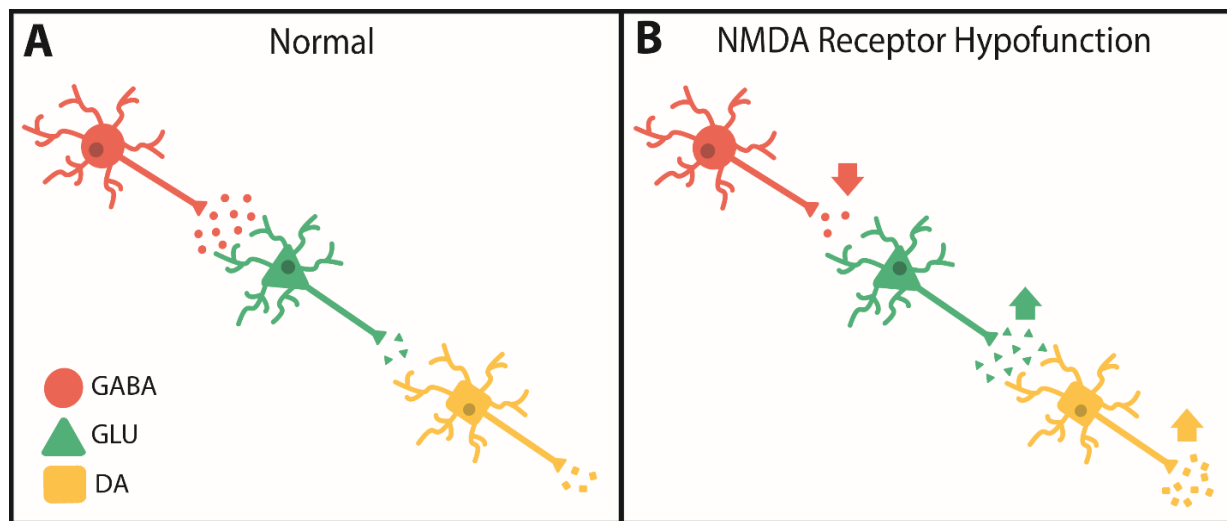 A
Normal
GABA
GLU
DA
B
NMDA Receptor Hypofunction